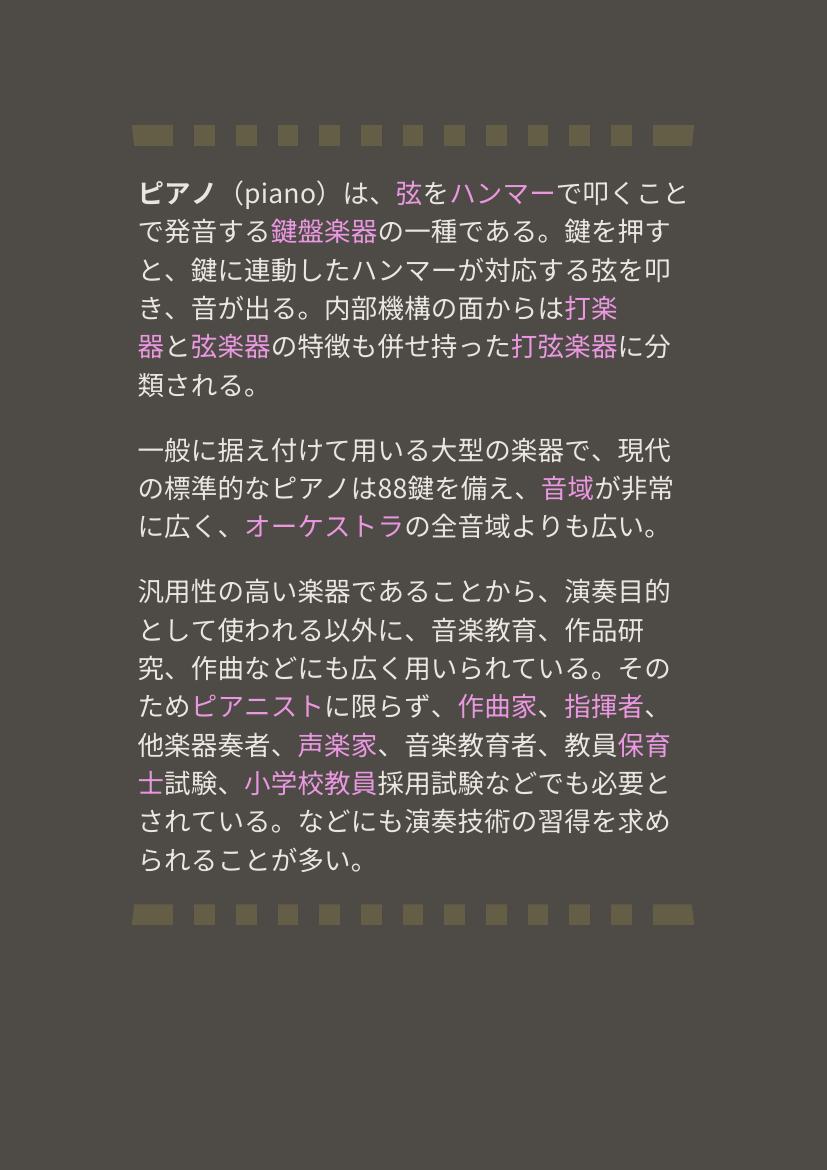 ピアノ（piano）は、弦をハンマーで叩くこと
で発音する鍵盤楽器の一種である。鍵を押す
と、鍵に連動したハンマーが対応する弦を叩
き、音が出る。内部機構の面からは打楽
器と弦楽器の特徴も併せ持った打弦楽器に分
類される。
一般に据え付けて用いる大型の楽器で、現代
の標準的なピアノは88鍵を備え、音域が非常
に広く、オーケストラの全音域よりも広い。
汎用性の高い楽器であることから、演奏目的
として使われる以外に、音楽教育、作品研
究、作曲などにも広く用いられている。その
ためピアニストに限らず、作曲家、指揮者、
他楽器奏者、声楽家、音楽教育者、教員保育
士試験、小学校教員採用試験などでも必要と
されている。などにも演奏技術の習得を求め
られることが多い。